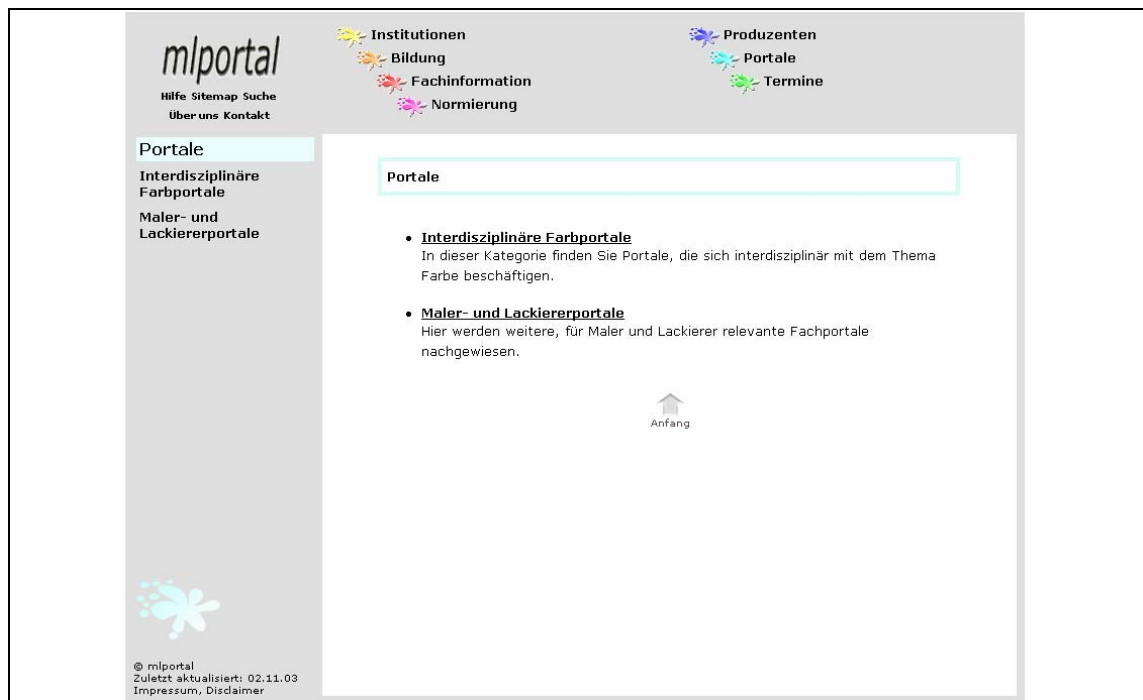 mlportal
Hilfe Sitemap Suche
Über uns Kontakt
Institutionen
Bildung
Fachinformation
Normierung
Produzenten
Portale
Termine
Portale
Interdisziplinäre
Farbportale
Maler- und
Lackiererportale
Portale
• Interdisziplinäre Farbportale
In dieser Kategorie finden Sie Portale, die sich interdisziplinär mit dem Thema
Farbe beschäftigen.
• Maler- und Lackiererportale
Hier werden weitere, für Maler und Lackierer relevante Fachportale
nachgewiesen.
Anfang
© mlportal
Zuletzt aktualisiert: 02.11.03
Impressum, Disclaimer